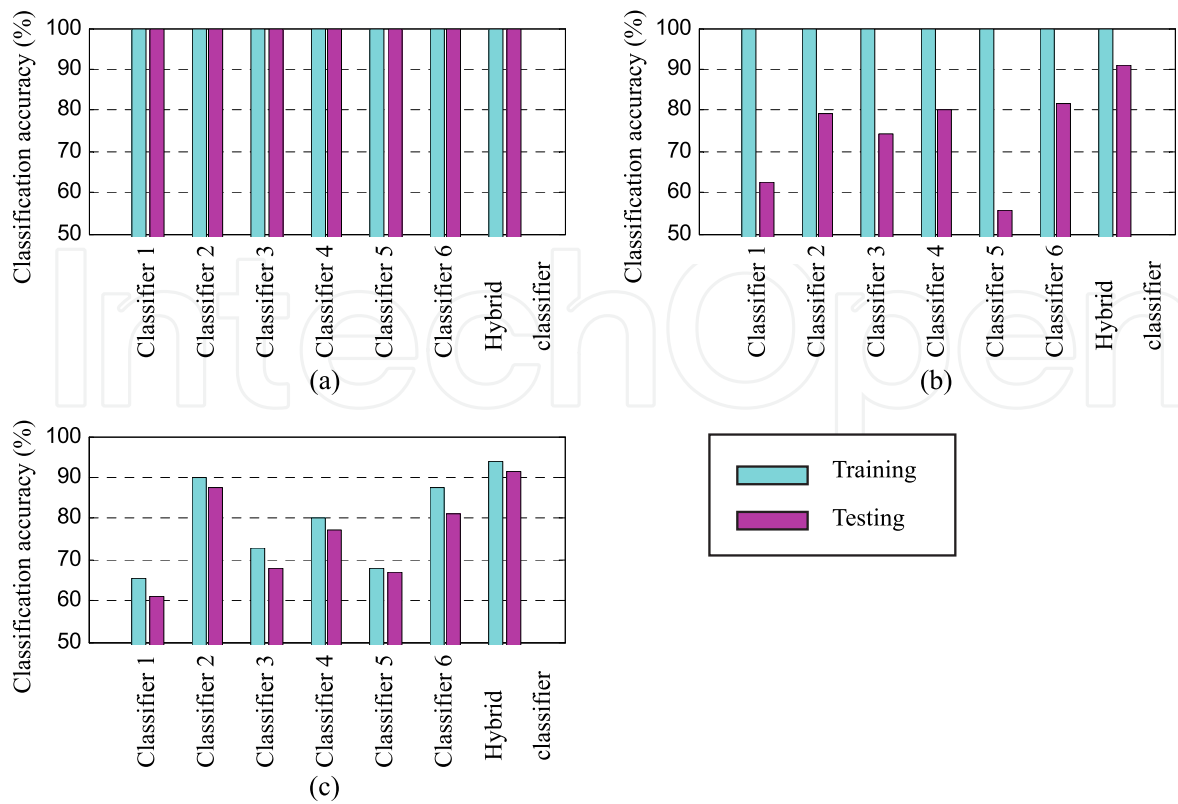 Classification accuracy (%)
100
90
80
70
60
50
Classifier 1
Classifier 2
Classifier 3
Classifier 4
Classifier 5
Classifier 6
Hybrid
classifier
(a)
Classification accuracy (%)
100
90
80
70
60
50
Classifier 1
Classifier 2
Classifier 3
Classifier 4
Classifier 5
Classifier 6
Hybrid
classifier
(b)
IntechOpen
Classification accuracy (%)
100
90
80
70
60
50
Classifier 1
Classifier 2
Classifier 3
Classifier 4
Classifier 5
Classifier 6
Hybrid
classifier
(c)
Training
Testing